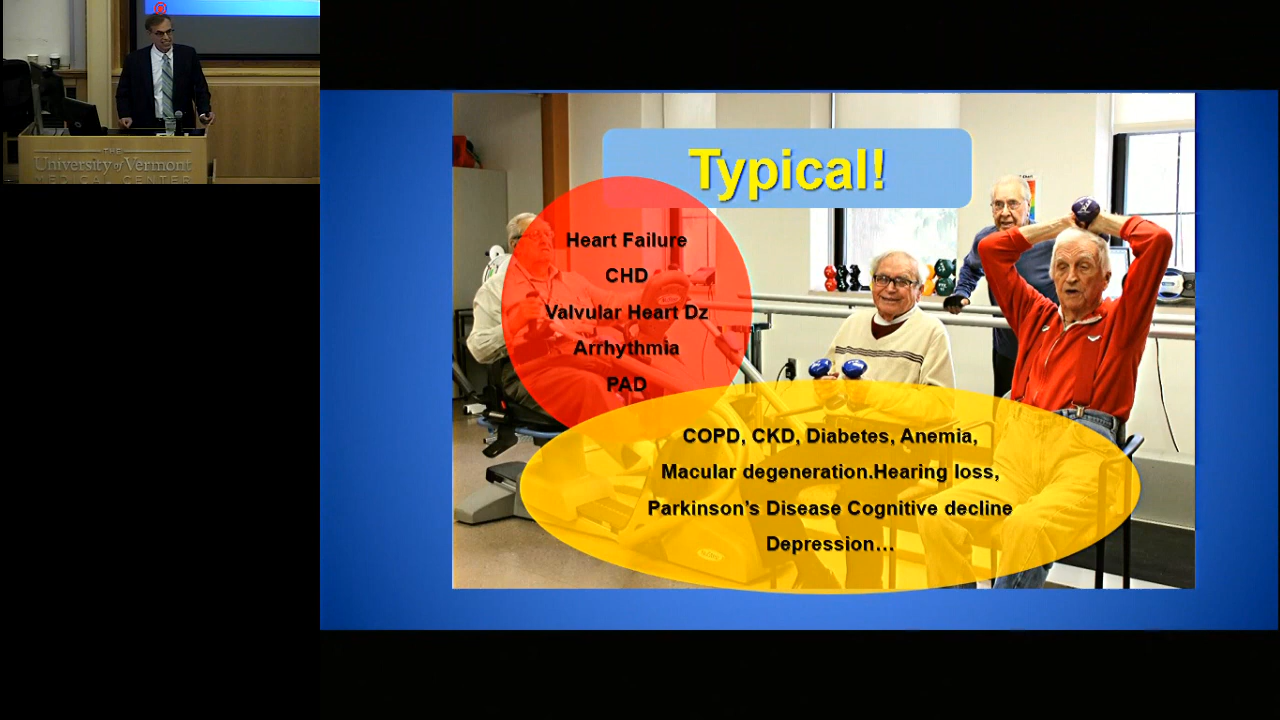 THE
University of Vermont
MEDICAL CENTER
Typical!
Heart Failure
CHD
Valvular Heart Dz
Arrhythmia
PAD
COPD, CKD, Diabetes, Anemia,
Macular degeneration.Hearing loss,
Parkinson's Disease Cognitive decline
Depression…